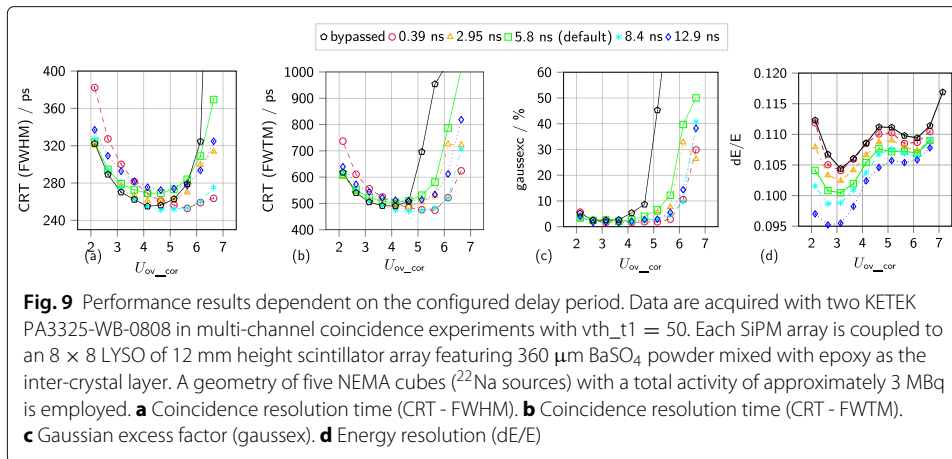 bypassed 0.39 ns 2.95 ns 5.8 ns (default) 8.4 ns 12.9 ns
CRT (FWHM) / ps
400
360
320
280
240
2 3 4 5 6 7
(a)
U_ov_cor
CRT (FWTM) / ps
1000
900
800
700
600
500
400
2 3 4 5 6 7
(b)
U_ov_cor
gaussexc / %
60
50
40
30
20
10
0
2 3 4 5 6 7
(c)
U_ov_cor
dE/E
0.120
0.115
0.110
0.105
0.100
0.095
2 3 4 5 6 7
(d)
U_ov_cor
Fig. 9 Performance results dependent on the configured delay period. Data are acquired with two KETEK
PA3325-WB-0808 in multi-channel coincidence experiments with vth_t1 = 50. Each SiPM array is coupled to
an 8 × 8 LYSO of 12 mm height scintillator array featuring 360 μm BaSO₄ powder mixed with epoxy as the
inter-crystal layer. A geometry of five NEMA cubes (²²Na sources) with a total activity of approximately 3 MBq
is employed. a Coincidence resolution time (CRT - FWHM). b Coincidence resolution time (CRT - FWTM).
c Gaussian excess factor (gaussex). d Energy resolution (dE/E)